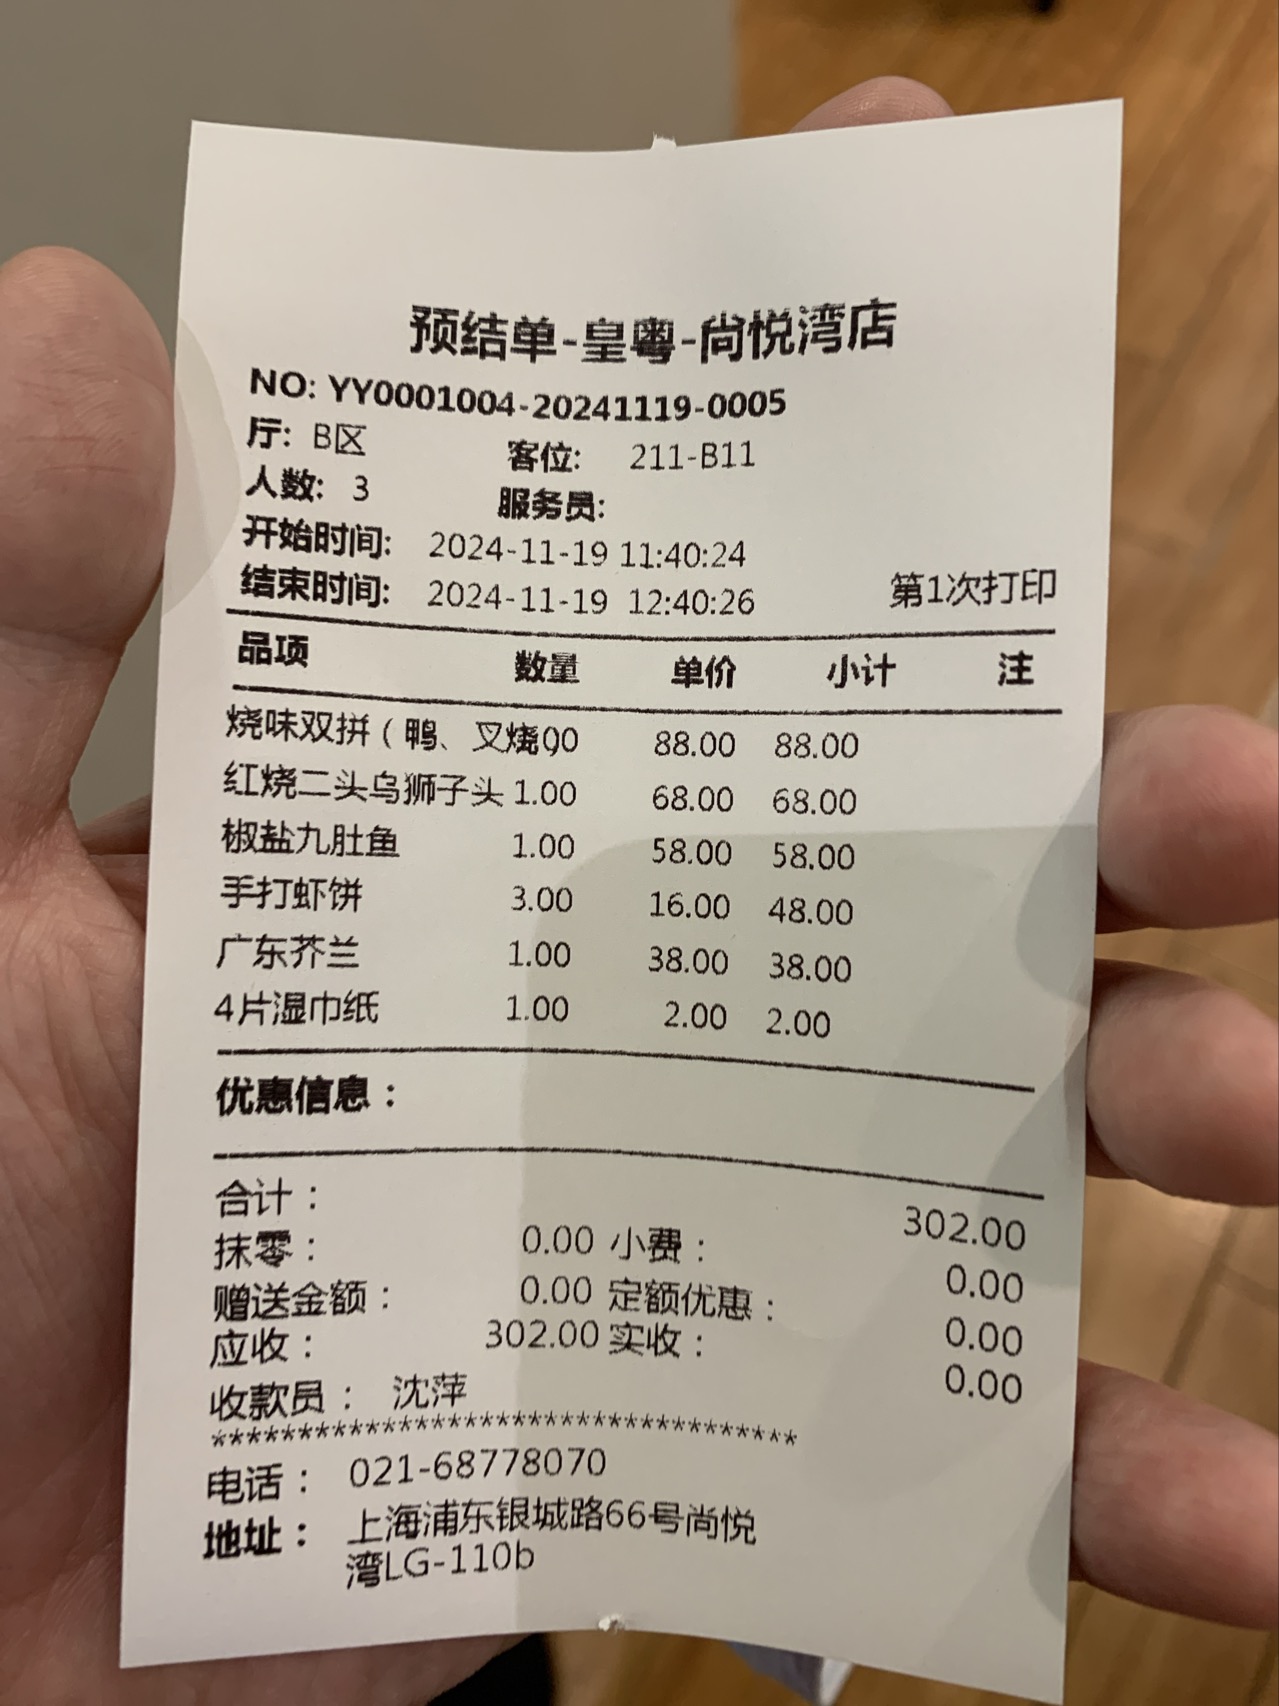 预结单-皇粤-尚悦湾店
NO: YY0001004-20241119-0005
厅: B区 客位: 211-B11
人数: 3 服务员:
开始时间: 2024-11-19 11:40:24
结束时间: 2024-11-19 12:40:26 第1次打印
品项 数量 单价 小计 注
烧味双拼（鸭、叉烧00 88.00 88.00
红烧二头乌狮子头 1.00 68.00 68.00
椒盐九肚鱼 1.00 58.00 58.00
手打虾饼 3.00 16.00 48.00
广东芥兰 1.00 38.00 38.00
4片湿巾纸 1.00 2.00 2.00
优惠信息：
合计： 302.00
抹零： 0.00 小费： 0.00
赠送金额： 0.00 定额优惠： 0.00
应收： 302.00 实收： 0.00
收款员： 沈萍
*****************************************
电话： 021-68778070
地址： 上海浦东银城路66号尚悦
湾LG-110b